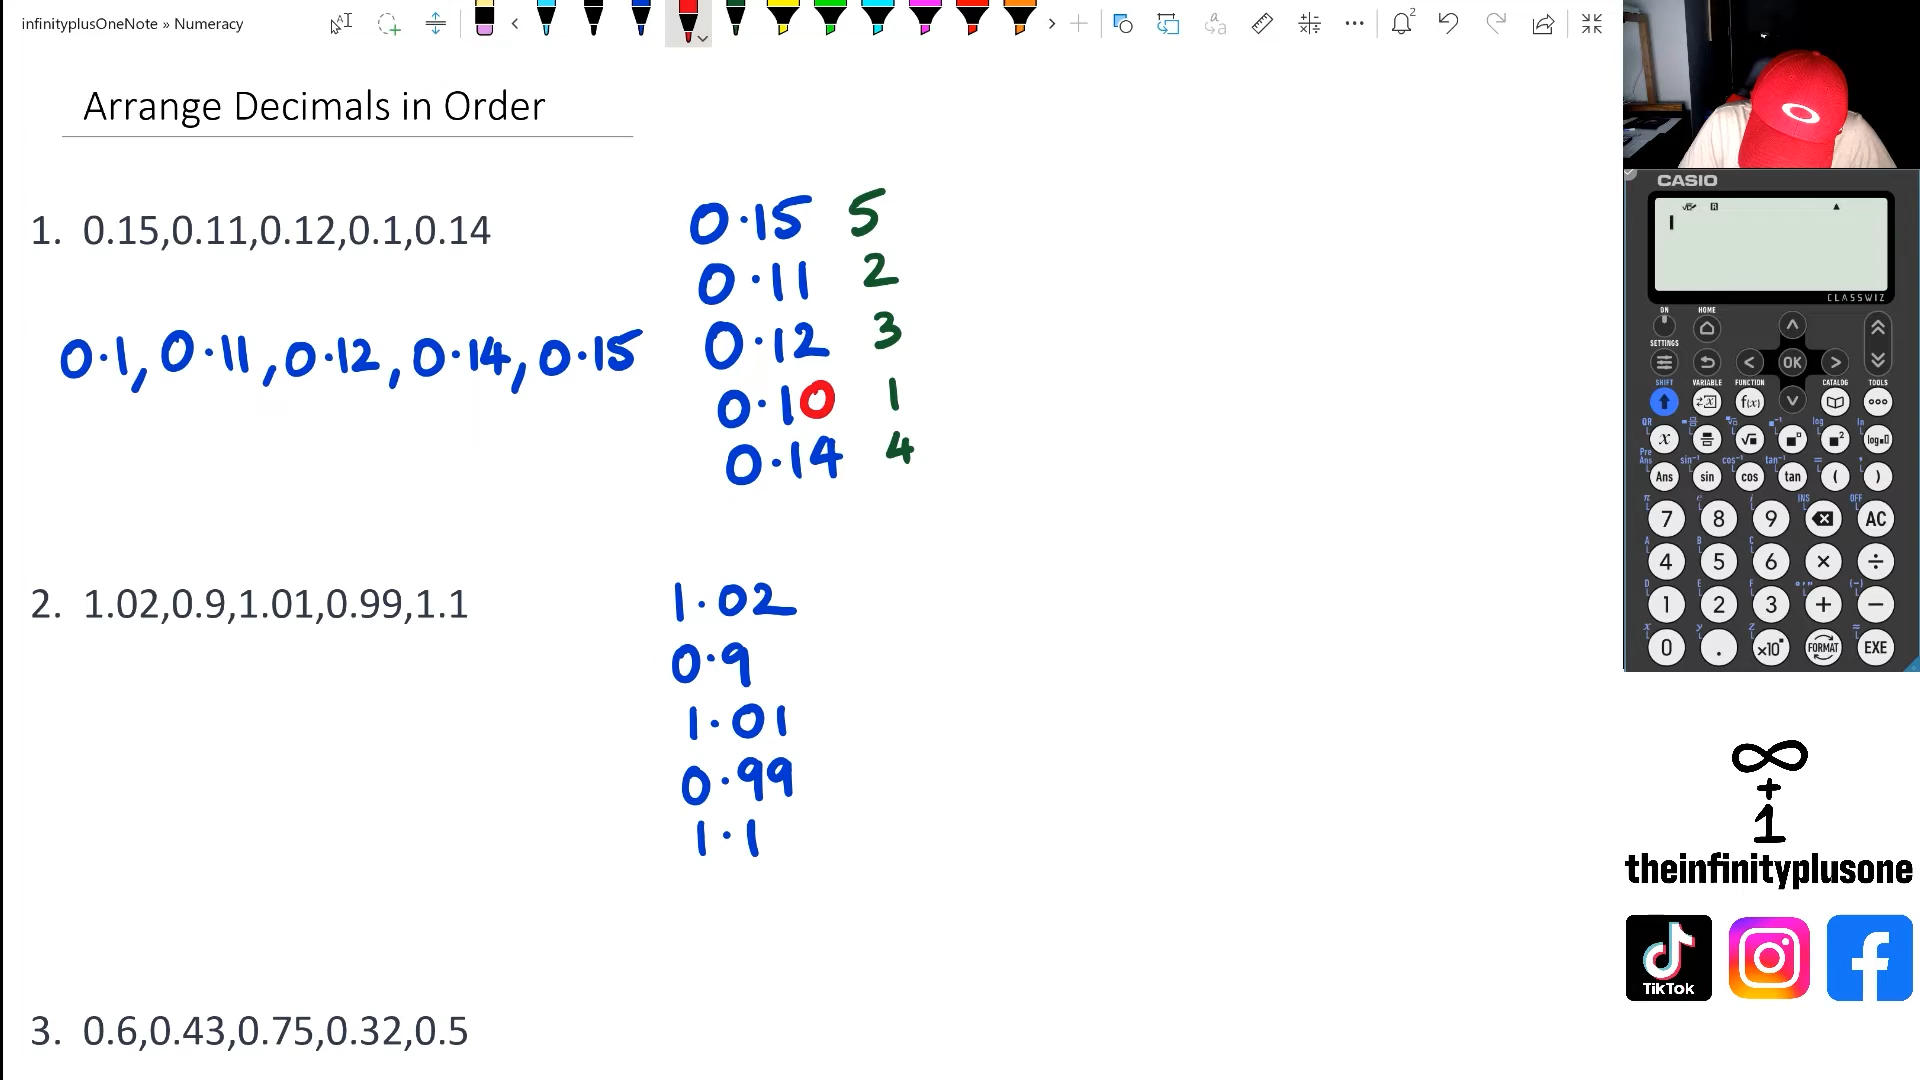 infinityplusOneNote » Numeracy
Arrange Decimals in Order
1. 0.15,0.11,0.12,0.1,0.14
0.1, 0.11, 0.12, 0.14, 0.15
0.15 5
0.11 2
0.12 3
0.10 1
0.14 4
2. 1.02,0.9,1.01,0.99,1.1
1.02
0.9
1.01
0.99
1.1
3. 0.6,0.43,0.75,0.32,0.5
CASIO
CLASSWIZ
ON HOME
SETTINGS
OK
SHIFT VARIABLE FUNCTION CATALOG TOOLS
f(x)
Ans sin cos tan ( )
7 8 9 AC
4 5 6 × ÷
1 2 3 + −
0 . ×10 FORMAT EXE
∞
+
1
theinfinityplusone
TikTok